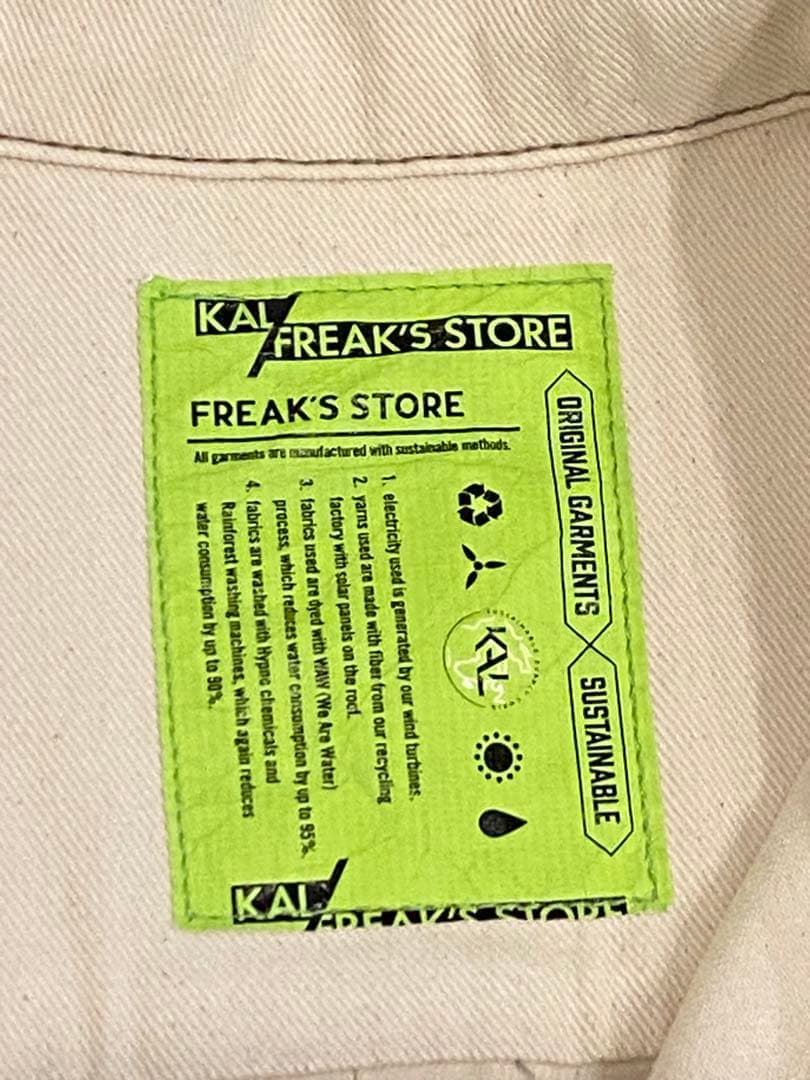 KAL
FREAK'S STORE
FREAK'S STORE
All garments are manufactured with sustainable methods.
ORIGINAL GARMENTS
SUSTAINABLE
KAL
1. electricity used is generated by our wind turbines.
2. yarns used are made with fiber from our recycling
factory with solar panels on the roof.
3. fabrics used are dyed with WAW (We Are Water)
process, which reduces water consumption by up to 95%.
4. fabrics are washed with Hypno chemicals and
Rainforest washing machines, which again reduces
water consumption by up to 90%.
KAL
FREAK'S STORE